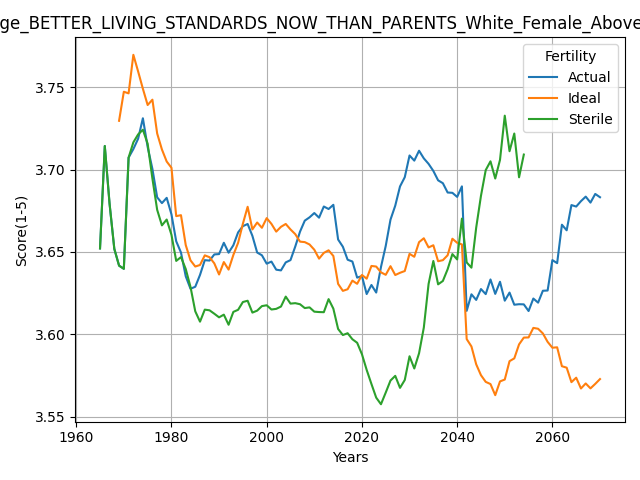 ge_BETTER_LIVING_STANDARDS_NOW_THAN_PARENTS_White_Female_Above
Fertility
Actual
Ideal
Sterile
3.75
3.70
3.65
3.60
3.55
Score(1-5)
1960 1980 2000 2020 2040 2060
Years